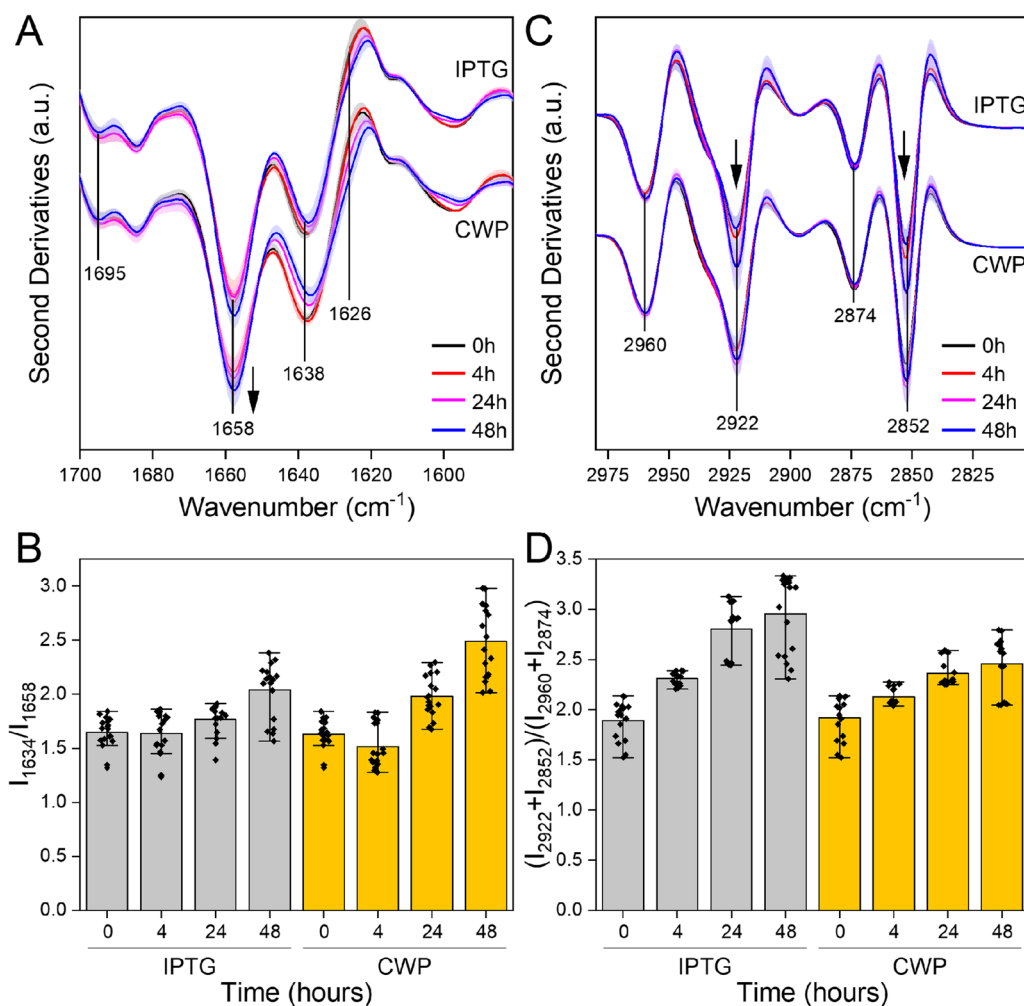 A
Second Derivatives (a.u.)
IPTG
CWP
1695
1658
1638
1626
0h
4h
24h
48h
1700 1680 1660 1640 1620 1600
Wavenumber (cm⁻¹)
C
Second Derivatives (a.u.)
IPTG
CWP
2960
2922
2874
2852
0h
4h
24h
48h
2975 2950 2925 2900 2875 2850 2825
Wavenumber (cm⁻¹)
B
I₁₆₃₄/I₁₆₅₈
3.0
2.5
2.0
1.5
1.0
0.5
0.0
0 4 24 48 0 4 24 48
IPTG CWP
Time (hours)
D
(I₂₉₂₂+I₂₈₅₂)/(I₂₉₆₀+I₂₈₇₄)
3.5
3.0
2.5
2.0
1.5
1.0
0.5
0.0
0 4 24 48 0 4 24 48
IPTG CWP
Time (hours)